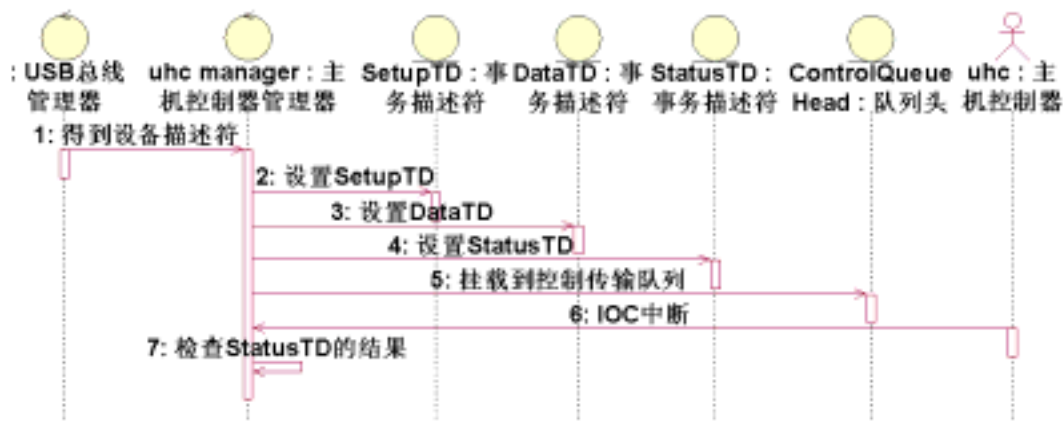 : USB总线管理器
uhc manager : 主机控制器管理器
SetupTD : 事务描述符
DataTD : 事务描述符
StatusTD : 事务描述符
ControlQueue Head : 队列头
uhc : 主机控制器
1: 得到设备描述符
2: 设置SetupTD
3: 设置DataTD
4: 设置StatusTD
5: 挂载到控制传输队列
6: IOC中断
7: 检查StatusTD的结果